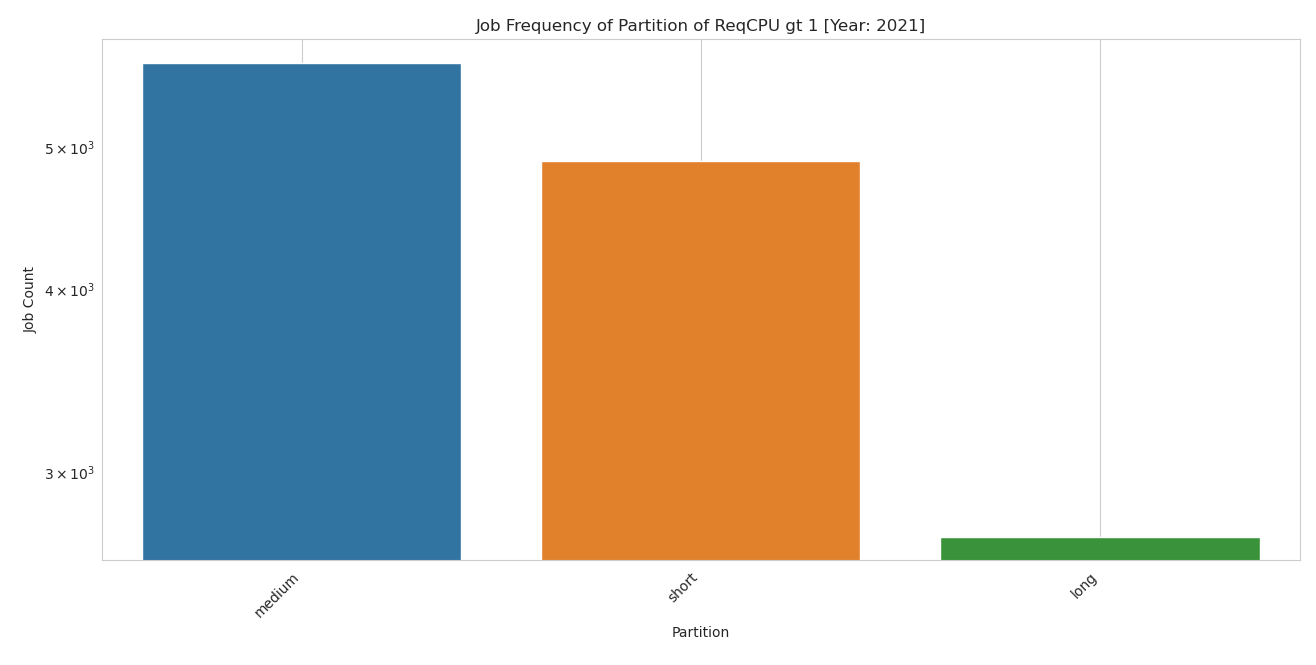 Job Frequency of Partition of ReqCPU gt 1 [Year: 2021]
Job Count
5 × 10³
4 × 10³
3 × 10³
medium
short
long
Partition